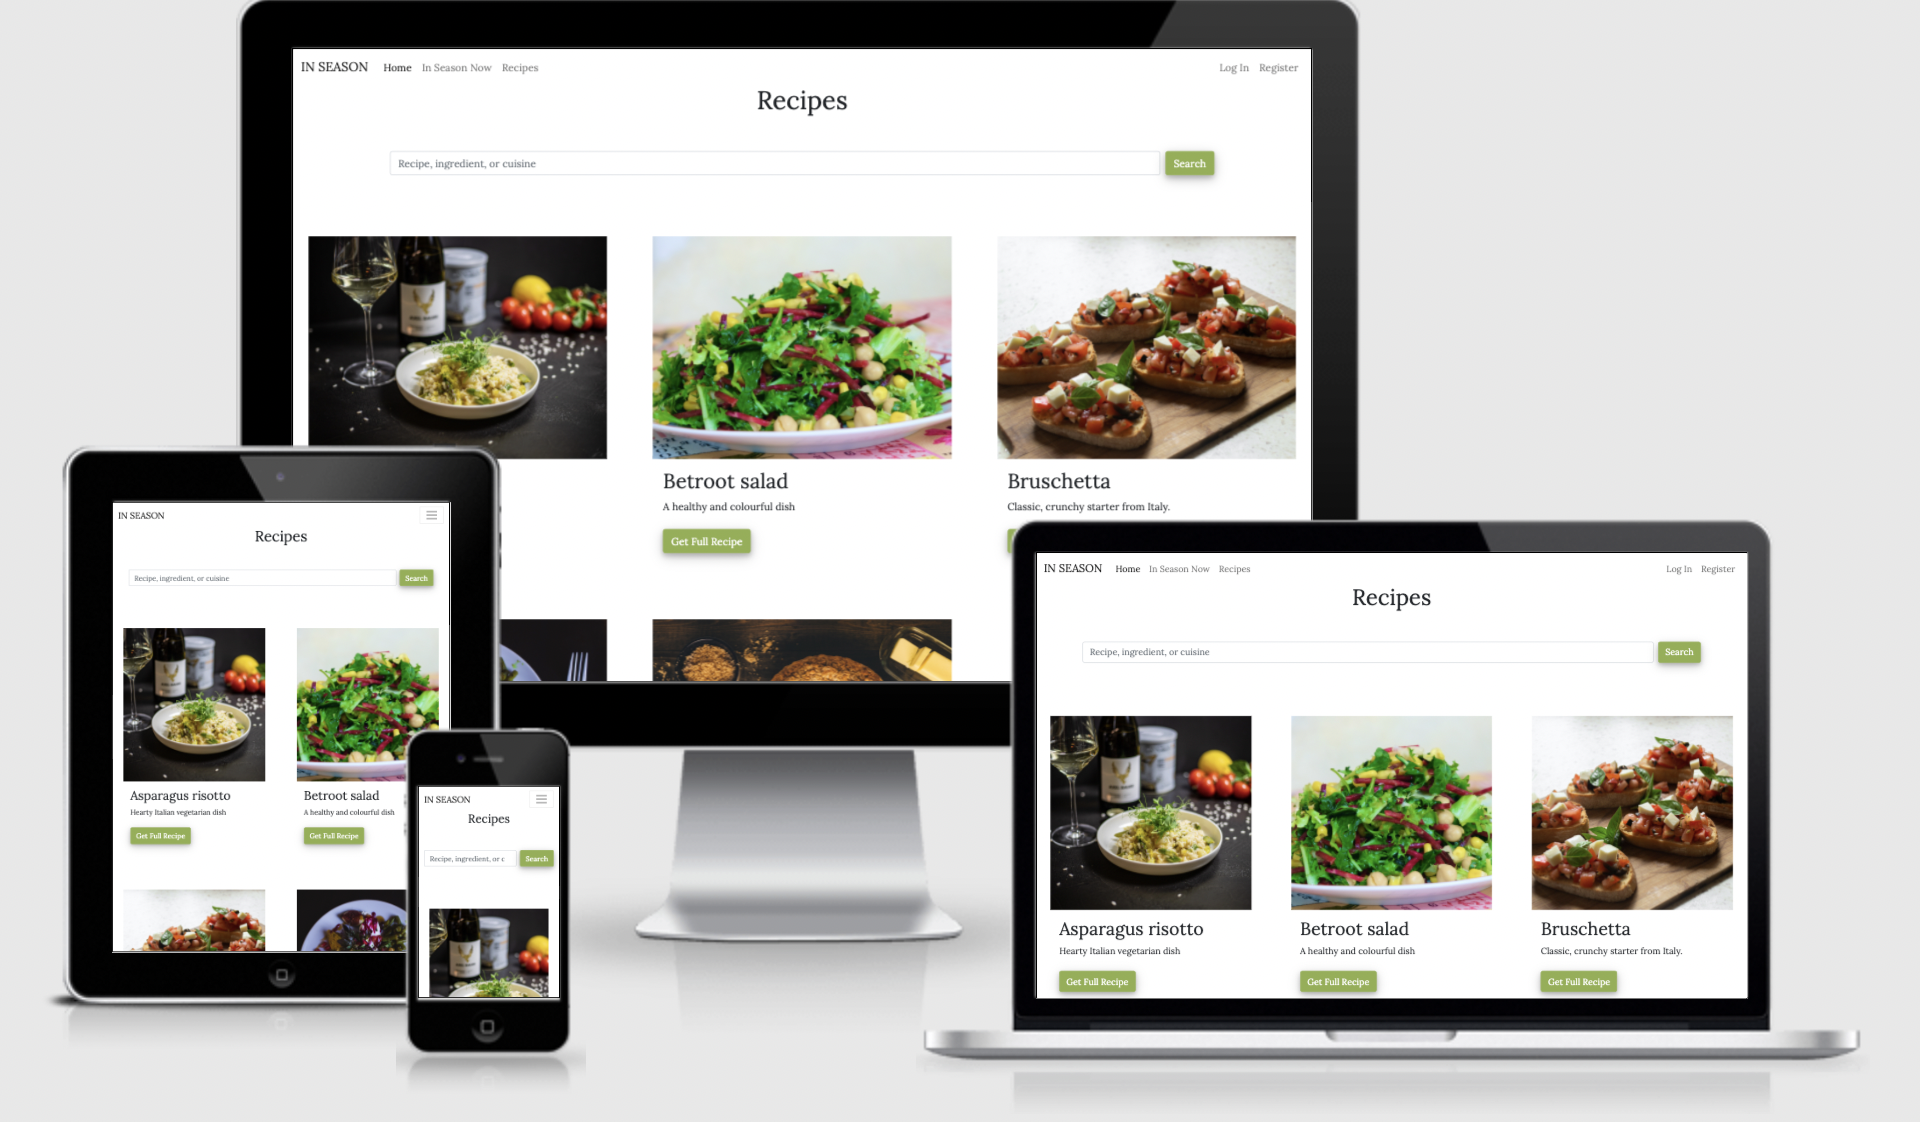 IN SEASON Home In Season Now Recipes Log In Register
Recipes
Recipe, ingredient, or cuisine Search
Betroot salad
A healthy and colourful dish
Get Full Recipe
Bruschetta
Classic, crunchy starter from Italy.
IN SEASON
Recipes
Recipe, ingredient, or cuisine Search
Asparagus risotto
Hearty Italian vegetarian dish
Get Full Recipe
Betroot salad
A healthy and colourful dish
Get Full Recipe
IN SEASON
Recipes
Recipe, ingredient, or c Search
IN SEASON Home In Season Now Recipes Log In Register
Recipes
Recipe, ingredient, or cuisine Search
Asparagus risotto
Hearty Italian vegetarian dish
Get Full Recipe
Betroot salad
A healthy and colourful dish
Get Full Recipe
Bruschetta
Classic, crunchy starter from Italy.
Get Full Recipe